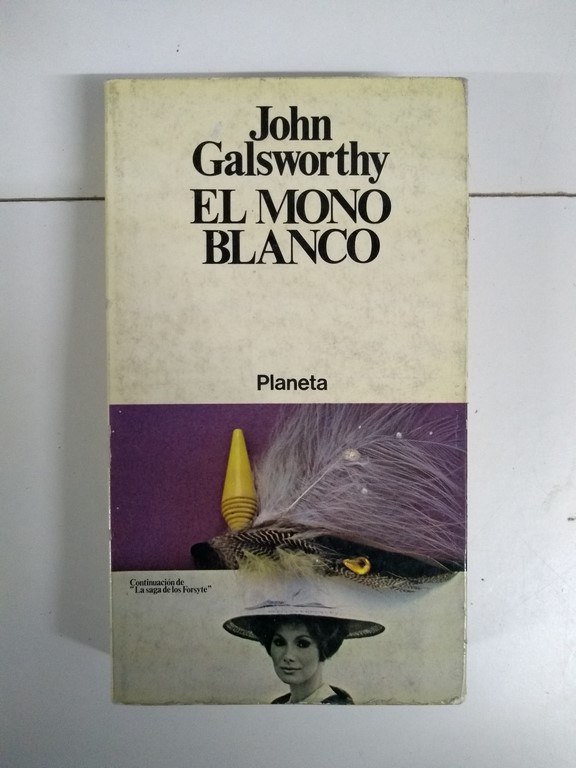 John
Galsworthy
EL MONO
BLANCO
Planeta
Continuación de
"La saga de los Forsyte"